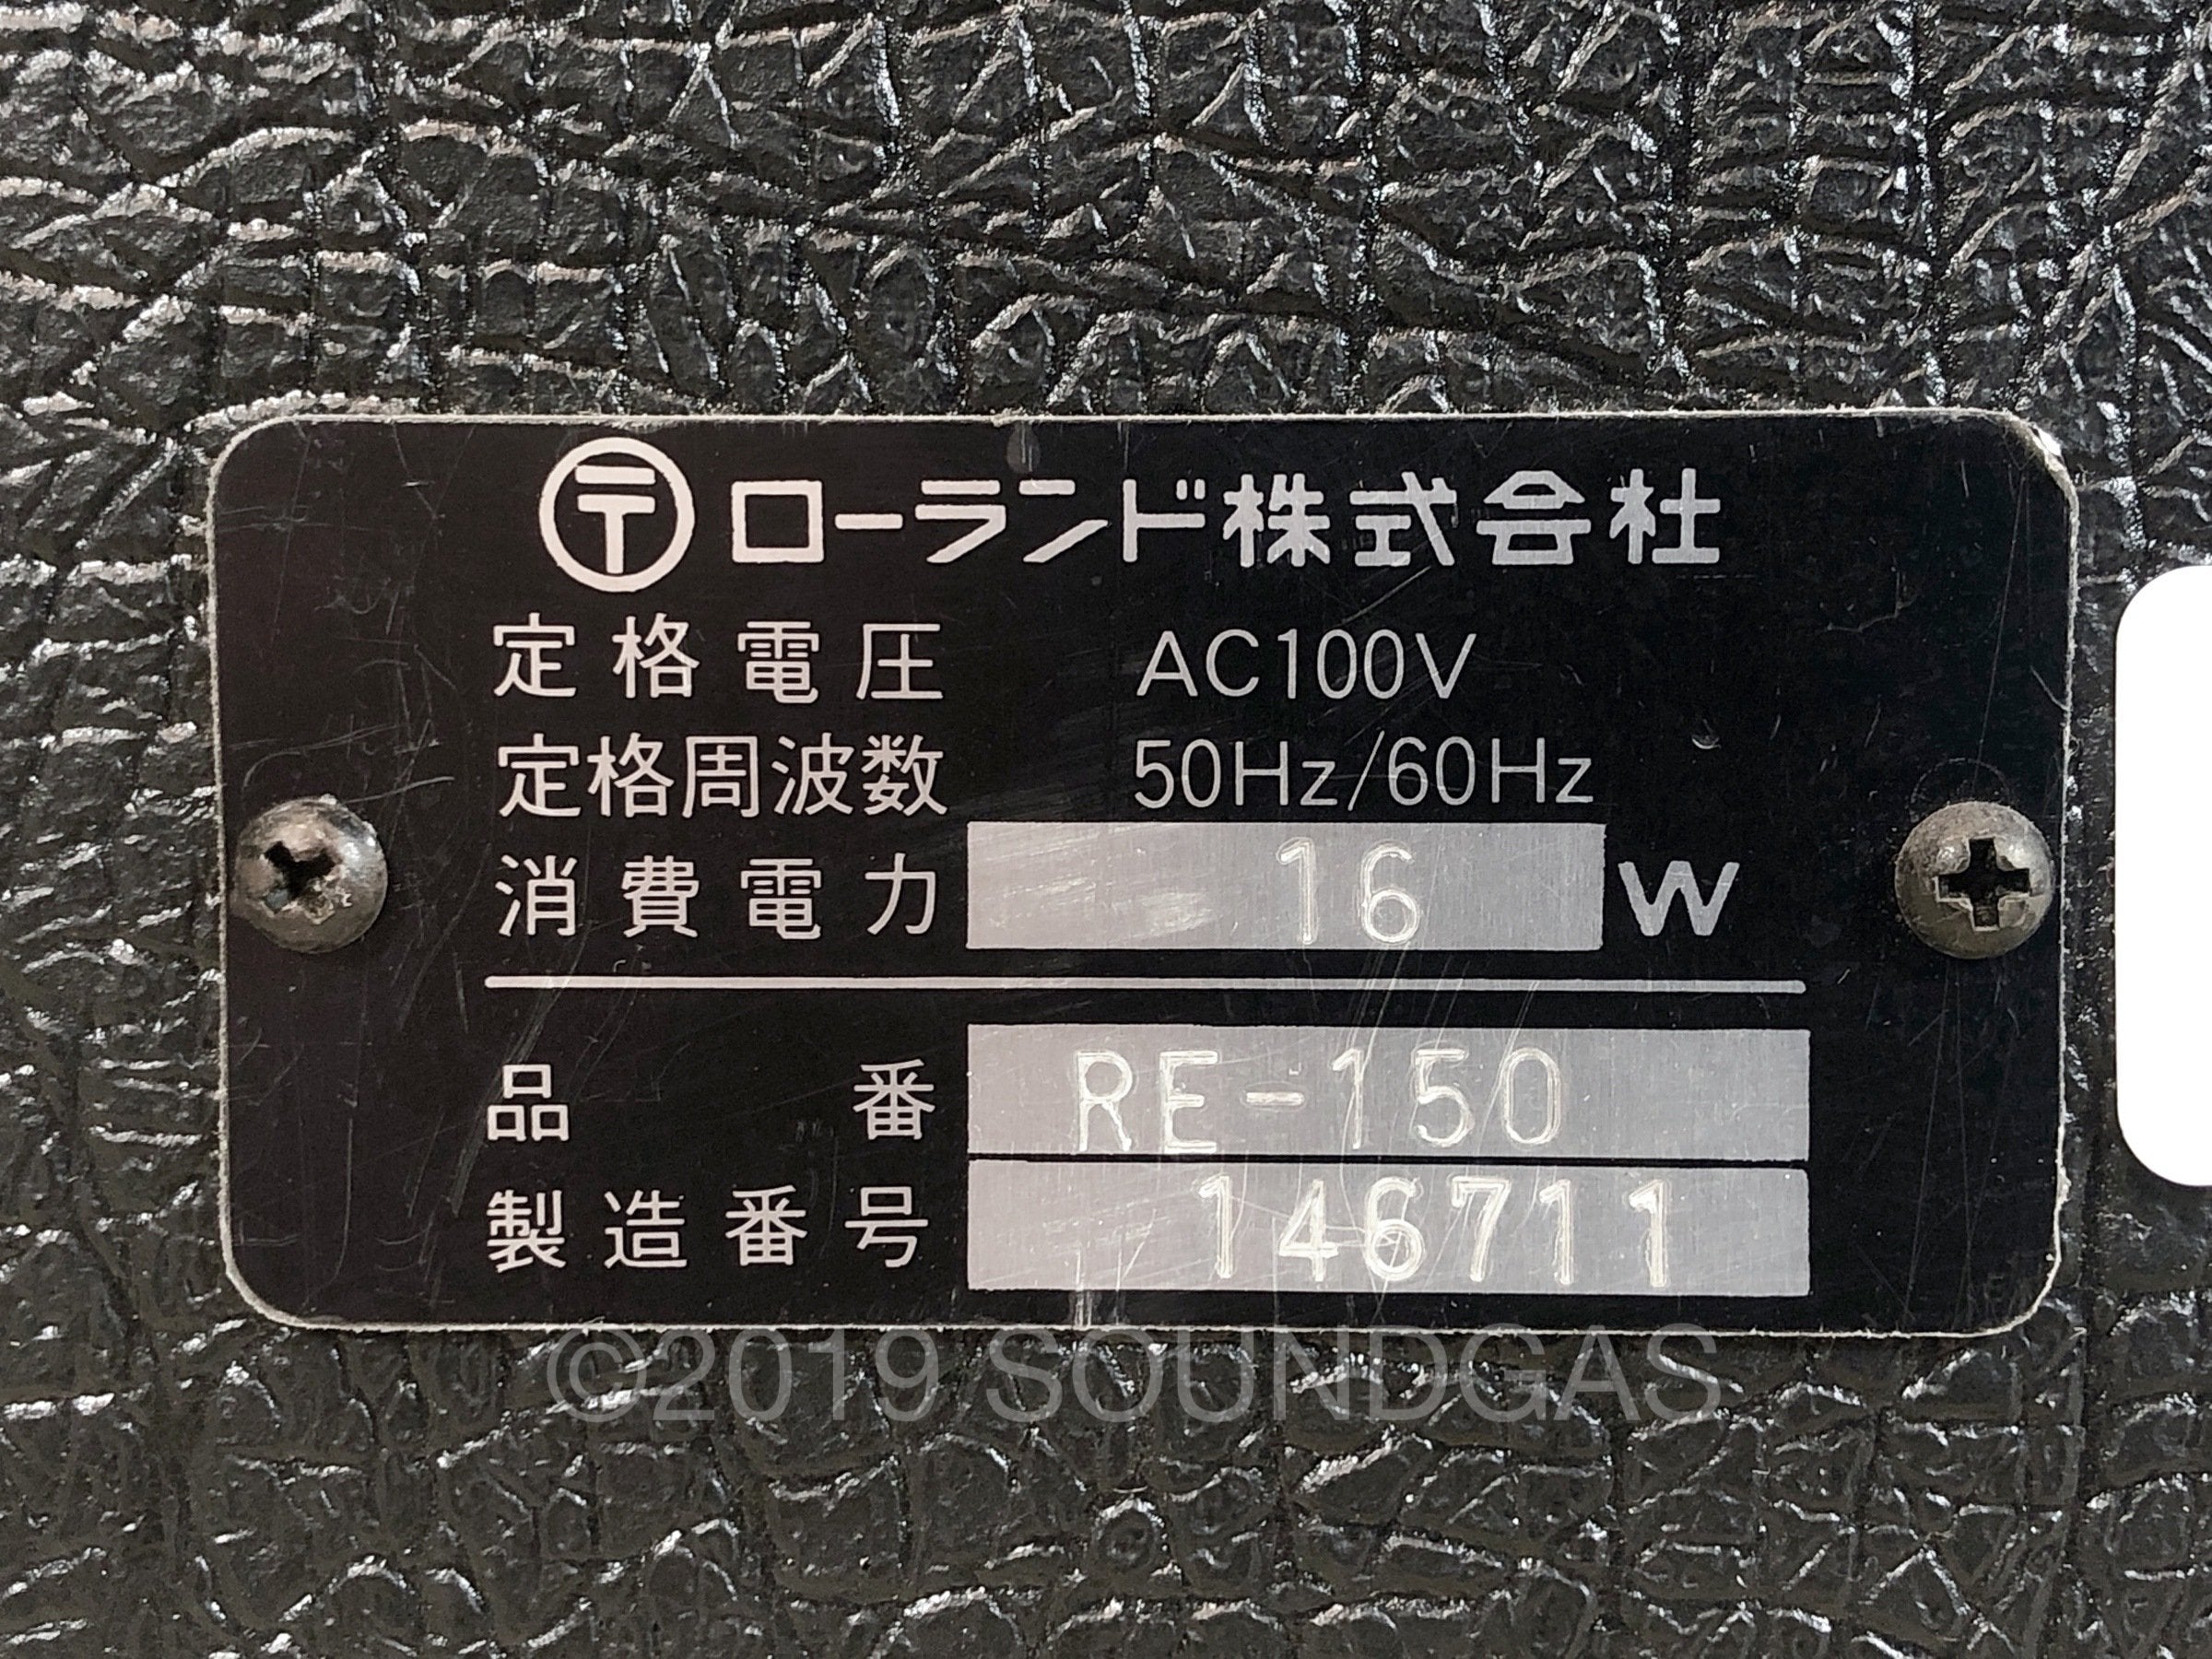 〶 ローランド株式会社
定格電圧 AC100V
定格周波数 50Hz/60Hz
消費電力 16 W
品番 RE-150
製造番号 146711
©2019 SOUNDGAS